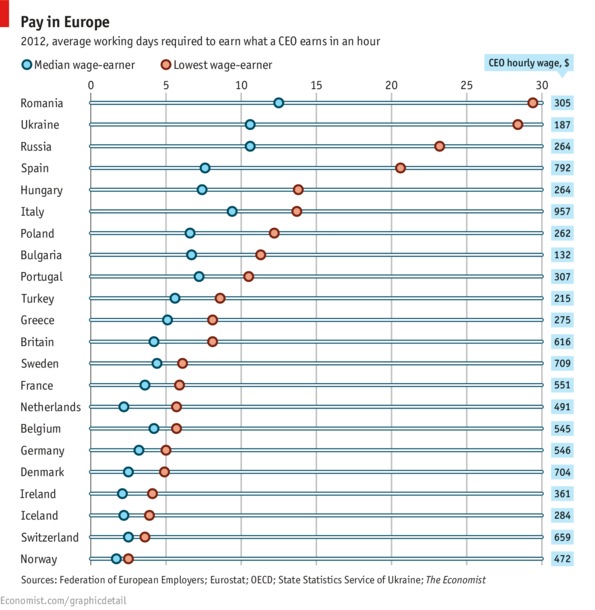 Pay in Europe
2012, average working days required to earn what a CEO earns in an hour
Median wage-earner Lowest wage-earner CEO hourly wage, $
0 5 10 15 20 25 30
Romania 305
Ukraine 187
Russia 264
Spain 792
Hungary 264
Italy 957
Poland 262
Bulgaria 132
Portugal 307
Turkey 215
Greece 275
Britain 616
Sweden 709
France 551
Netherlands 491
Belgium 545
Germany 546
Denmark 704
Ireland 361
Iceland 284
Switzerland 659
Norway 472
Sources: Federation of European Employers; Eurostat; OECD; State Statistics Service of Ukraine; The Economist
Economist.com/graphicdetail